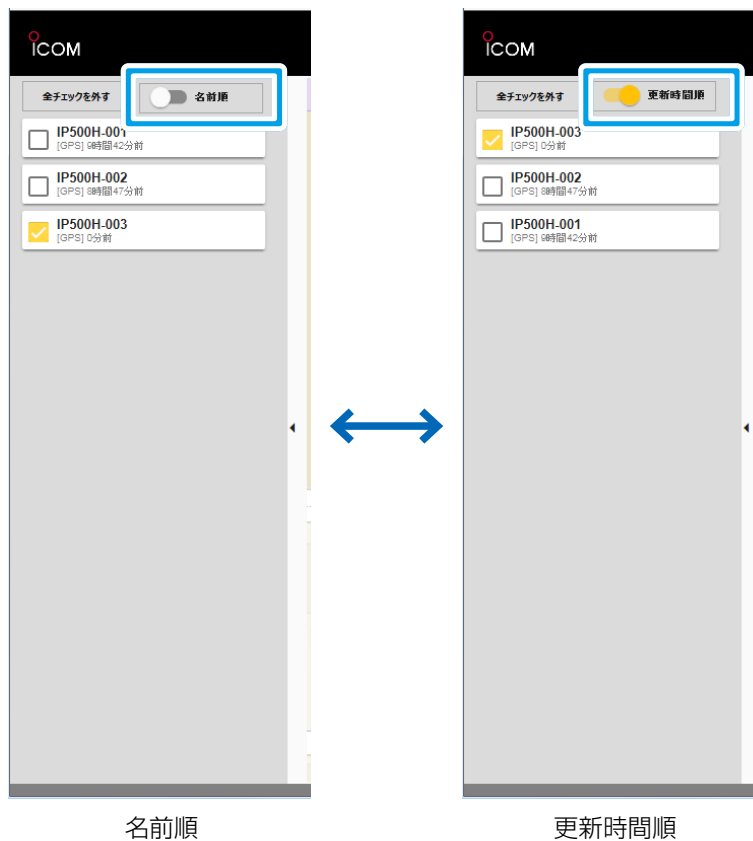 ICOM
全チェックを外す 名前順
IP500H-001
[GPS] 9時間42分前
IP500H-002
[GPS] 8時間47分前
IP500H-003
[GPS] 0分前
名前順
ICOM
全チェックを外す 更新時間順
IP500H-003
[GPS] 0分前
IP500H-002
[GPS] 8時間47分前
IP500H-001
[GPS] 9時間42分前
更新時間順